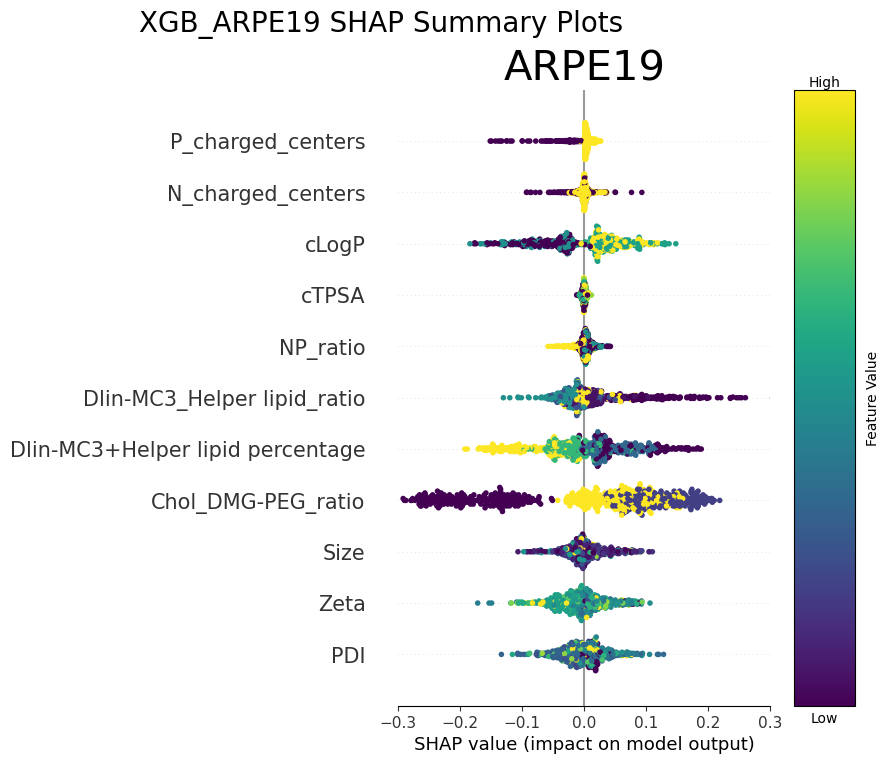 XGB_ARPE19 SHAP Summary Plots
ARPE19
High
P_charged_centers
N_charged_centers
cLogP
cTPSA
NP_ratio
Dlin-MC3_Helper lipid_ratio
Dlin-MC3+Helper lipid percentage
Chol_DMG-PEG_ratio
Size
Zeta
PDI
Feature Value
Low
−0.3 −0.2 −0.1 0.0 0.1 0.2 0.3
SHAP value (impact on model output)